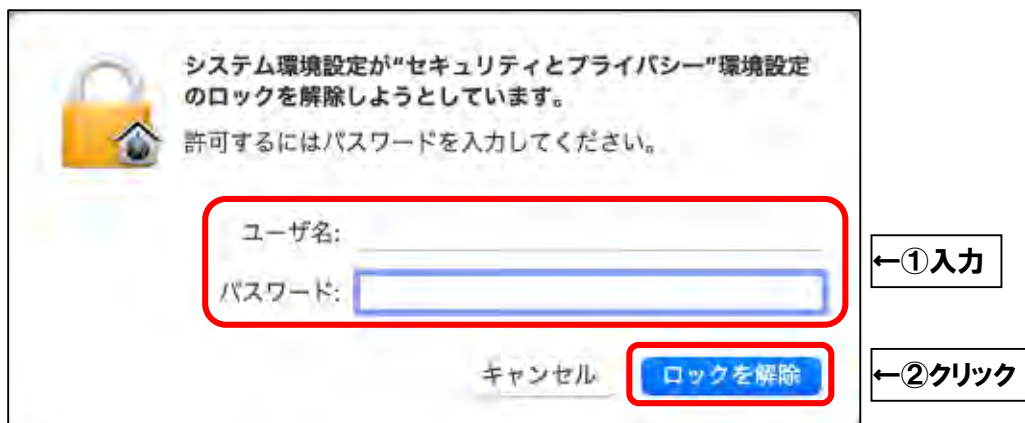 システム環境設定が“セキュリティとプライバシー”環境設定
のロックを解除しようとしています。
許可するにはパスワードを入力してください。
ユーザ名:
←①入力
パスワード:
キャンセル
ロックを解除
←②クリック